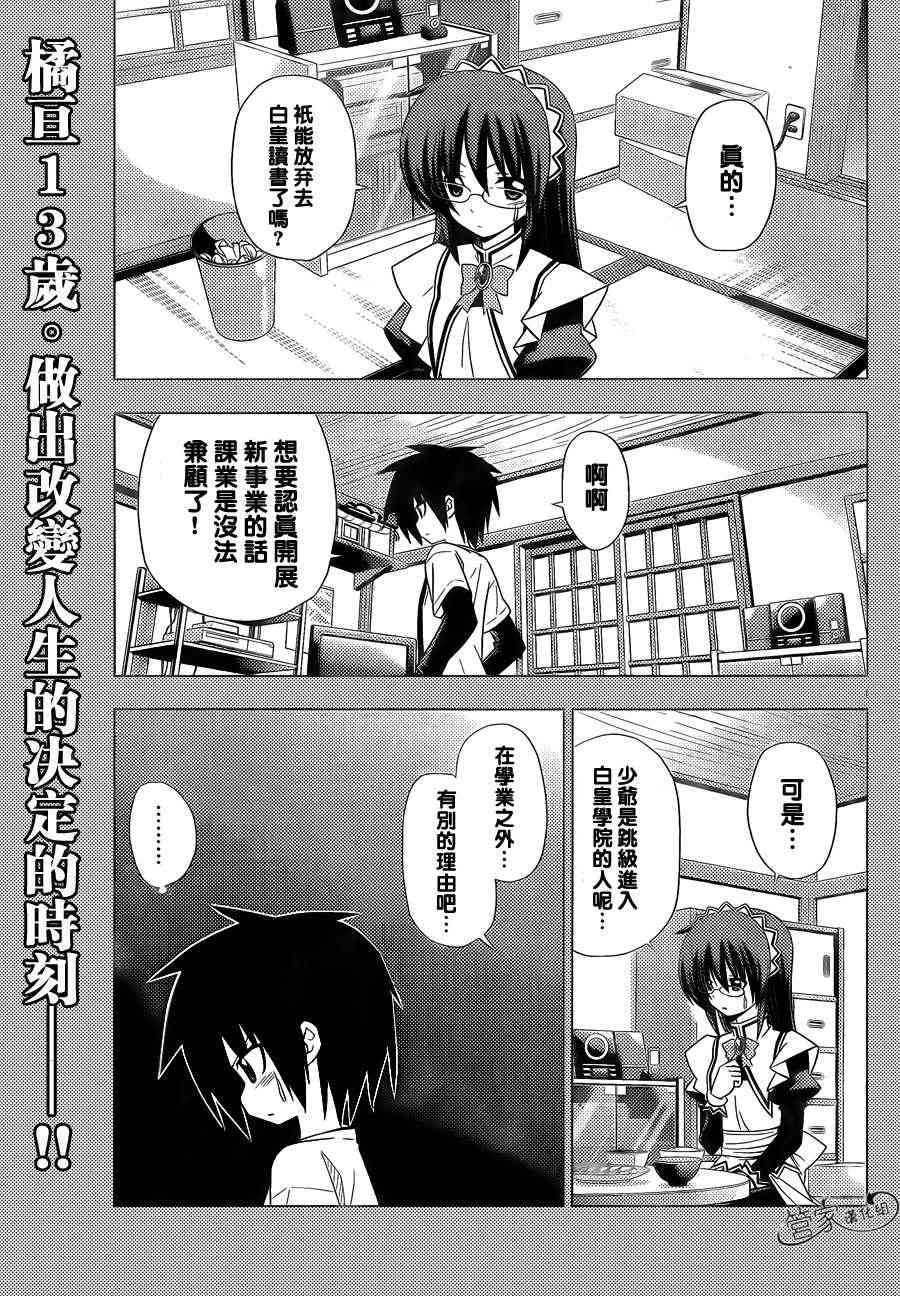 真的…
衹能放弃去
白皇讀書了嗎?
啊啊
想要認真開展
新事業的話
課業是沒法
兼顧了!
可是…
少爺是跳級進入
白皇學院的人呢…
在學業之外…
有別的理由吧…
………
橘亘13歲。做出改變人生的决定的時刻——!!
管家漢化組